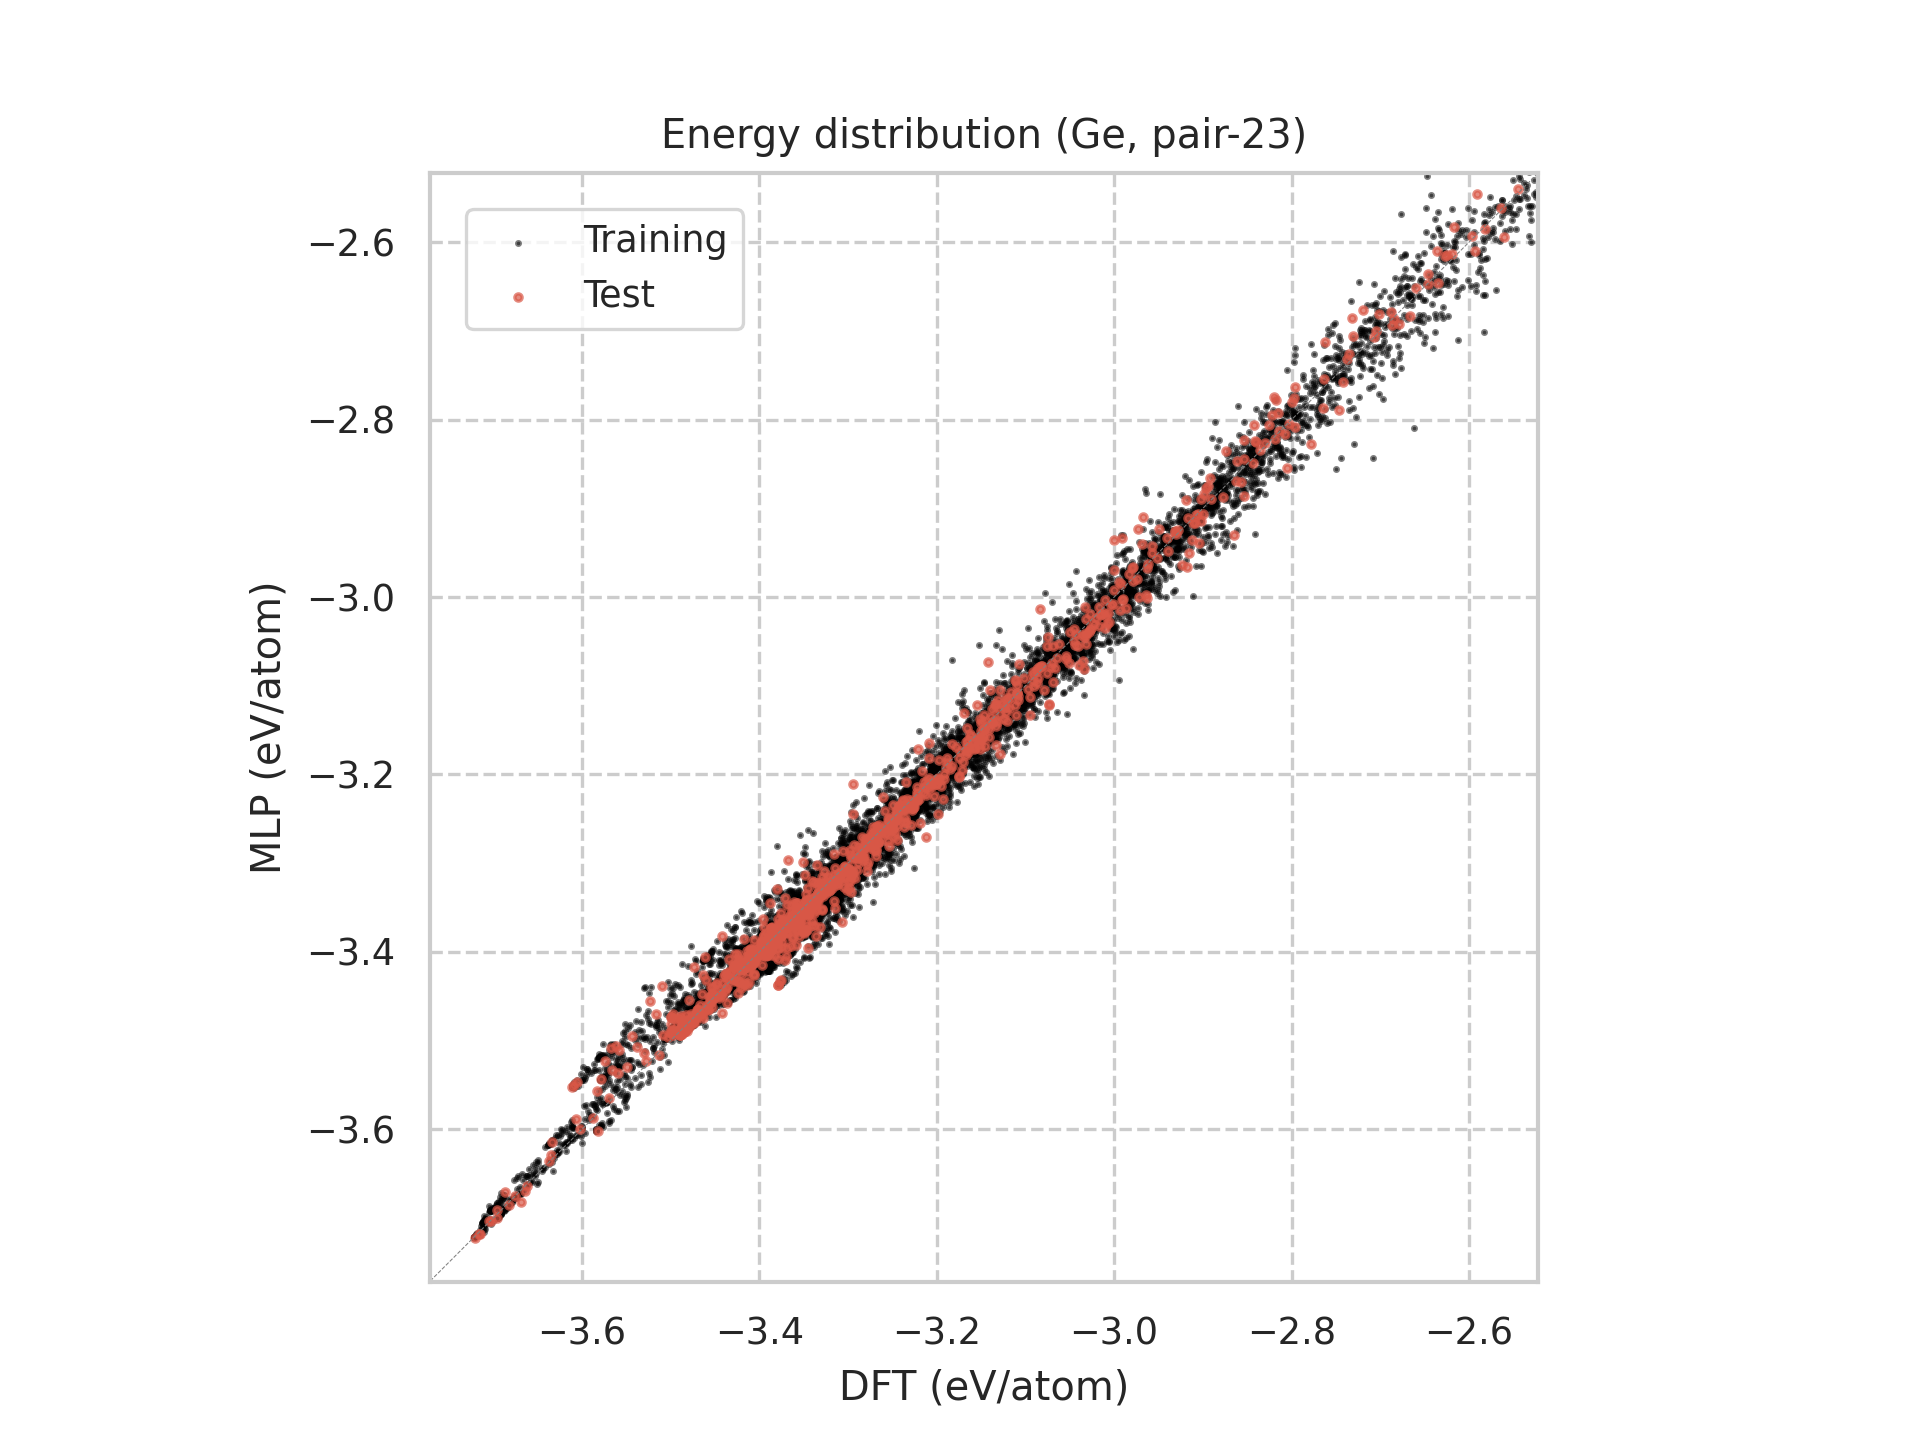 Energy distribution (Ge, pair-23)
Training
Test
−2.6
−2.8
−3.0
−3.2
−3.4
−3.6
MLP (eV/atom)
−3.6 −3.4 −3.2 −3.0 −2.8 −2.6
DFT (eV/atom)